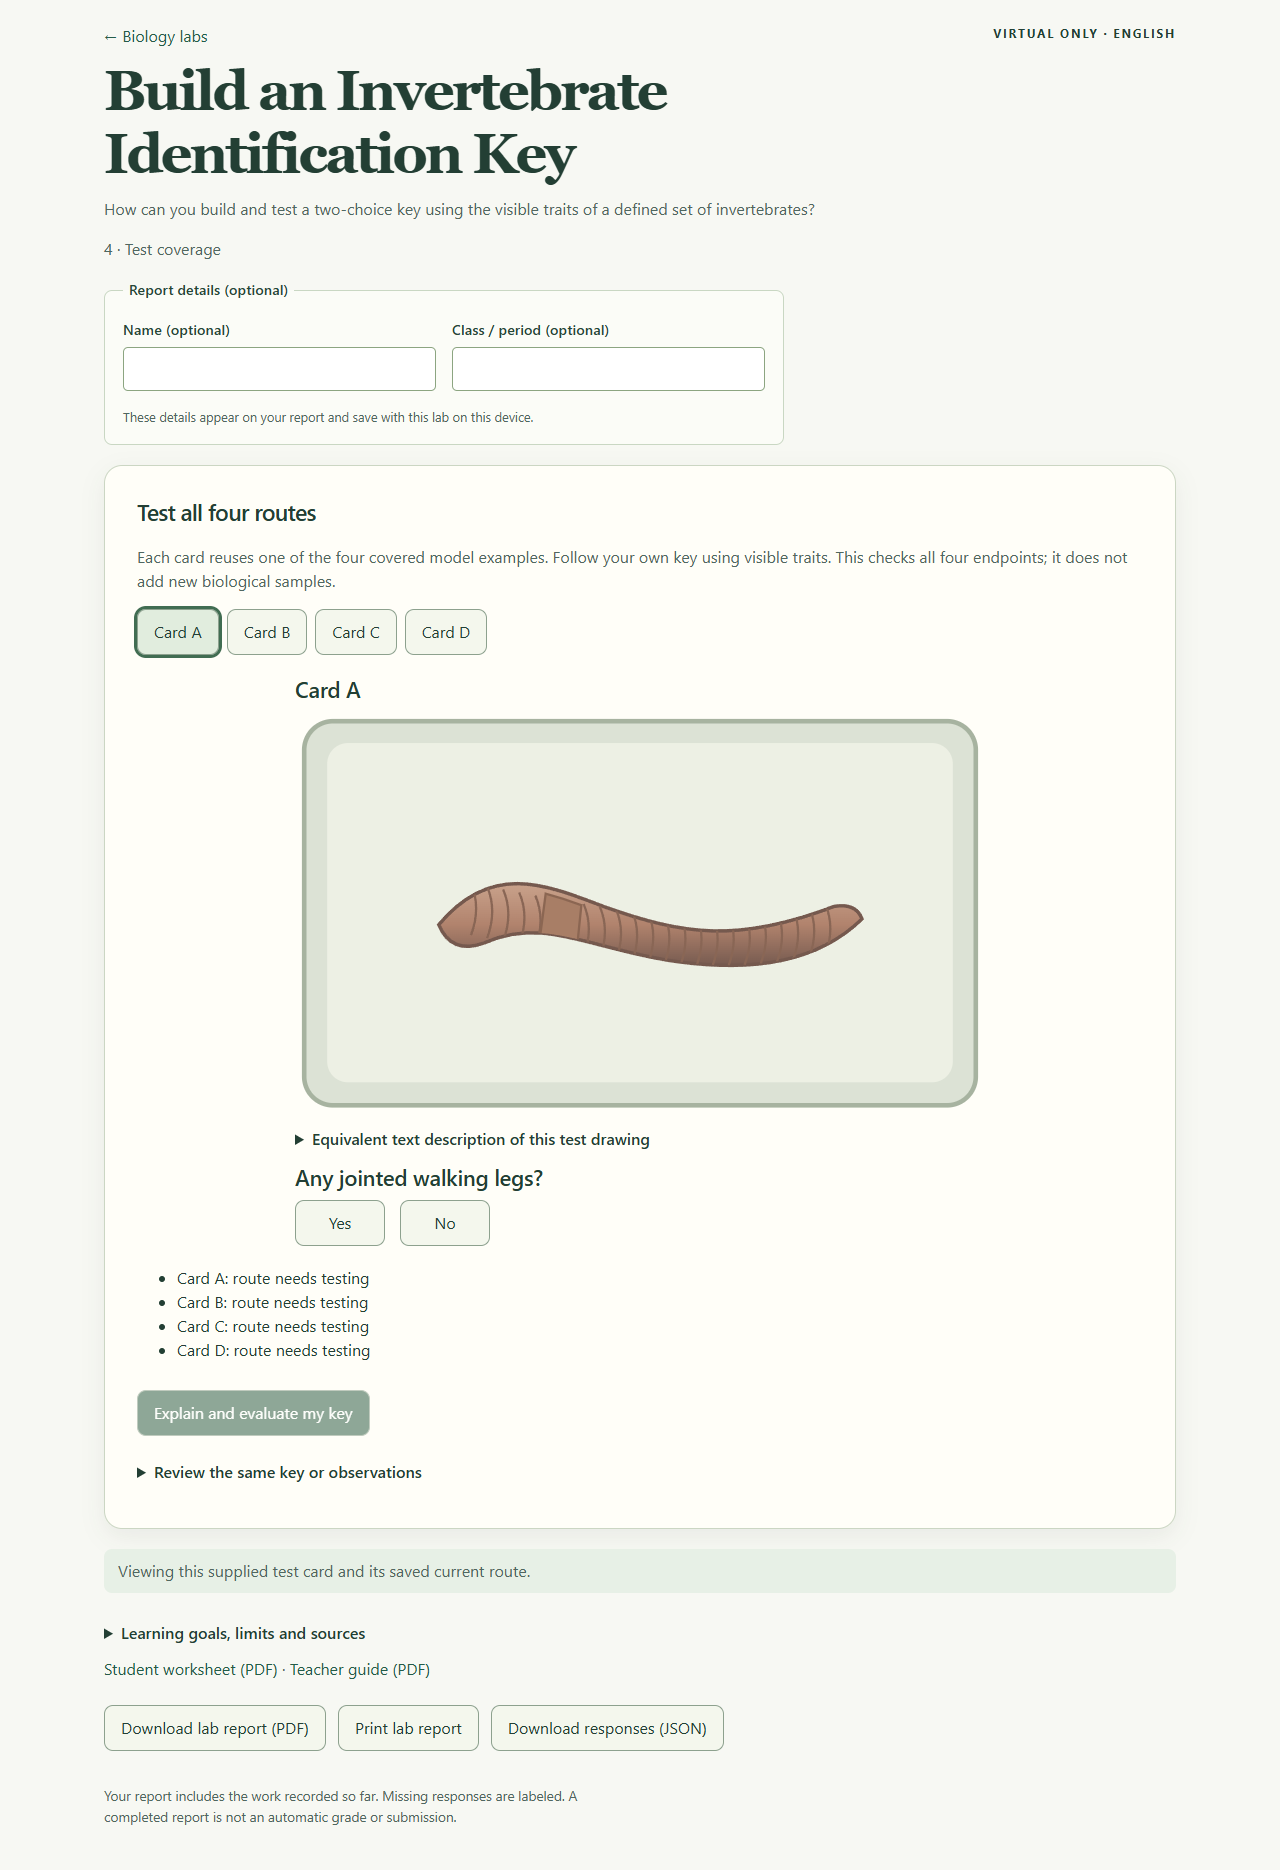 ← Biology labs
VIRTUAL ONLY · ENGLISH
Build an Invertebrate
Identification Key
How can you build and test a two-choice key using the visible traits of a defined set of invertebrates?
4 · Test coverage
Report details (optional)
Name (optional)
Class / period (optional)
These details appear on your report and save with this lab on this device.
Test all four routes
Each card reuses one of the four covered model examples. Follow your own key using visible traits. This checks all four endpoints; it does not
add new biological samples.
Card A
Card B
Card C
Card D
Card A
▶ Equivalent text description of this test drawing
Any jointed walking legs?
Yes
No
• Card A: route needs testing
• Card B: route needs testing
• Card C: route needs testing
• Card D: route needs testing
Explain and evaluate my key
▶ Review the same key or observations
Viewing this supplied test card and its saved current route.
▶ Learning goals, limits and sources
Student worksheet (PDF) · Teacher guide (PDF)
Download lab report (PDF)
Print lab report
Download responses (JSON)
Your report includes the work recorded so far. Missing responses are labeled. A
completed report is not an automatic grade or submission.